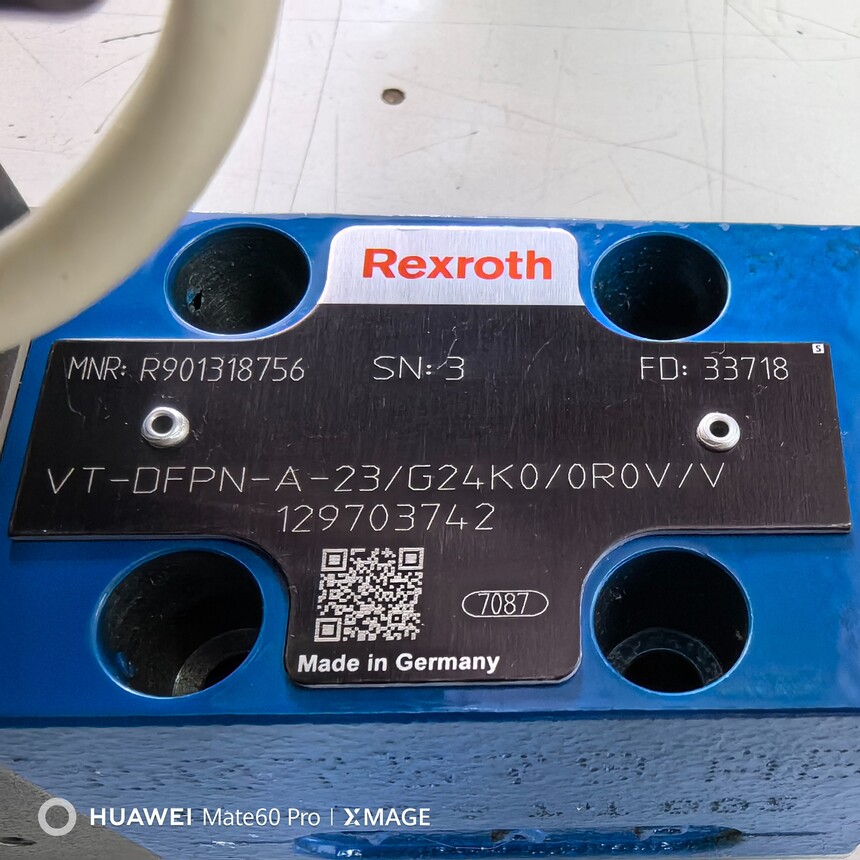 Rexroth
MNR: R901318756 SN: 3 FD: 33718
S
VT-DFPN-A-23/G24K0/0R0V/V
129703742
7087
Made in Germany
HUAWEI Mate60 Pro | XMAGE